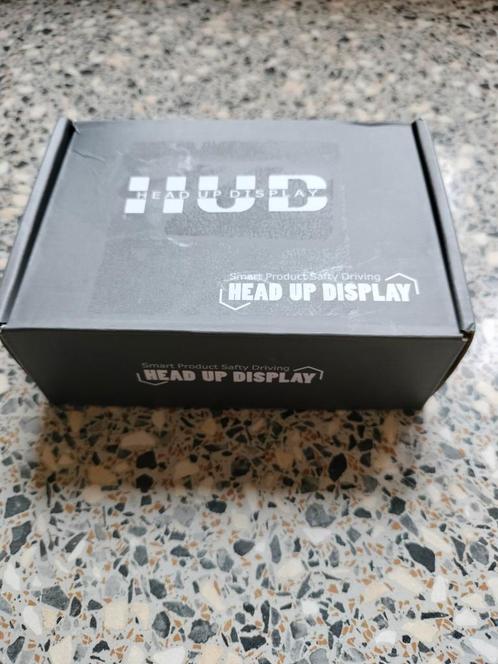 HUD
HEAD UP DISPLAY
Smart Product Safty Driving
HEAD UP DISPLAY
Smart Product Safty Driving
HEAD UP DISPLAY